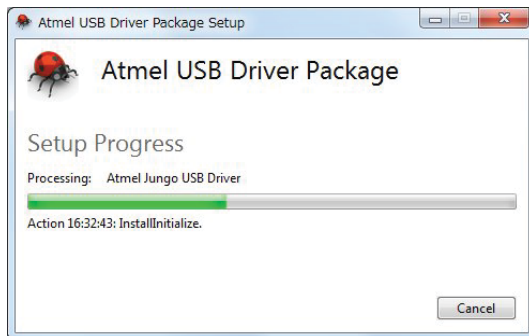 Atmel USB Driver Package Setup
Atmel USB Driver Package
Setup Progress
Processing: Atmel Jungo USB Driver
Action 16:32:43: InstallInitialize.
Cancel